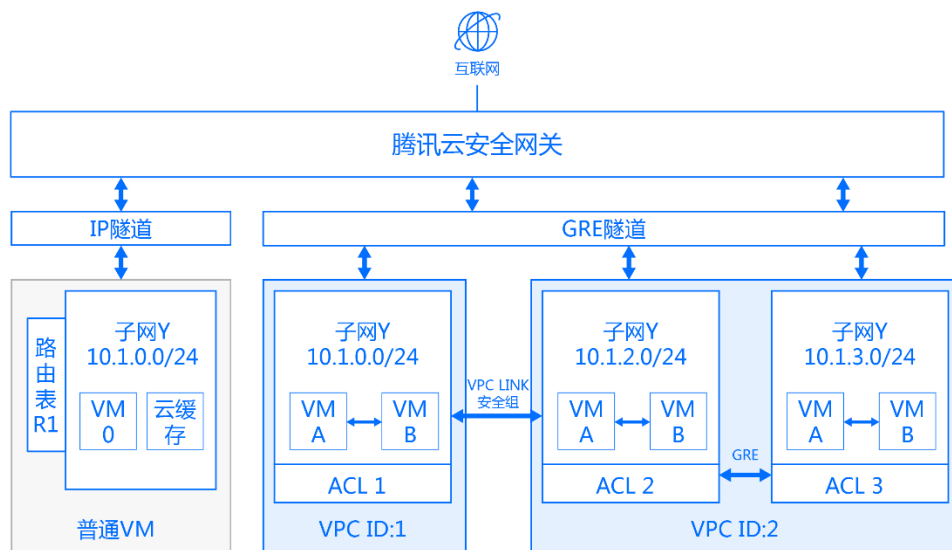 互联网
腾讯云安全网关
IP隧道
GRE隧道
路
由
表
R1
子网Y
10.1.0.0/24
VM
0
云缓
存
普通VM
子网Y
10.1.0.0/24
VM
A
VM
B
ACL 1
VPC ID:1
VPC LINK
安全组
子网Y
10.1.2.0/24
VM
A
VM
B
ACL 2
GRE
子网Y
10.1.3.0/24
VM
A
VM
B
ACL 3
VPC ID:2